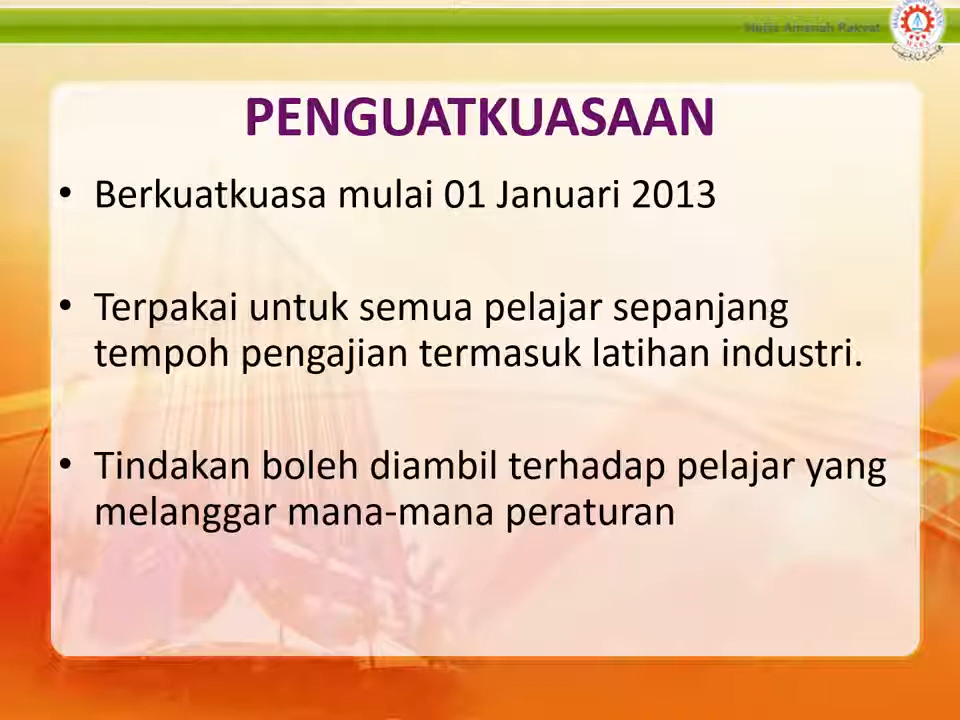 Majlis Amanah Rakyat
PENGUATKUASAAN
• Berkuatkuasa mulai 01 Januari 2013
• Terpakai untuk semua pelajar sepanjang
tempoh pengajian termasuk latihan industri.
• Tindakan boleh diambil terhadap pelajar yang
melanggar mana-mana peraturan